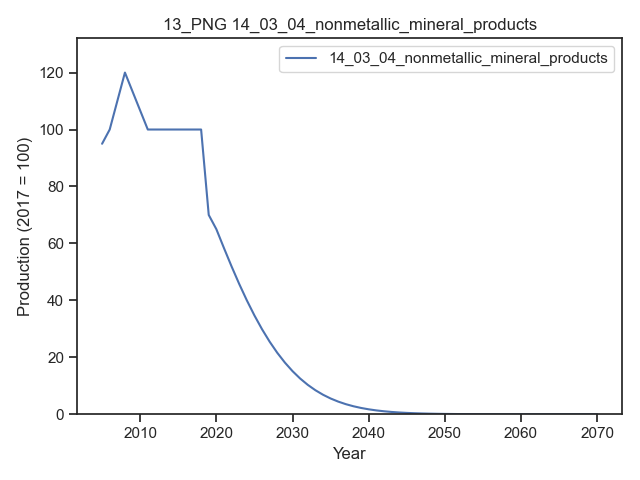 13_PNG 14_03_04_nonmetallic_mineral_products
14_03_04_nonmetallic_mineral_products
Production (2017 = 100)
120
100
80
60
40
20
0
2010 2020 2030 2040 2050 2060 2070
Year